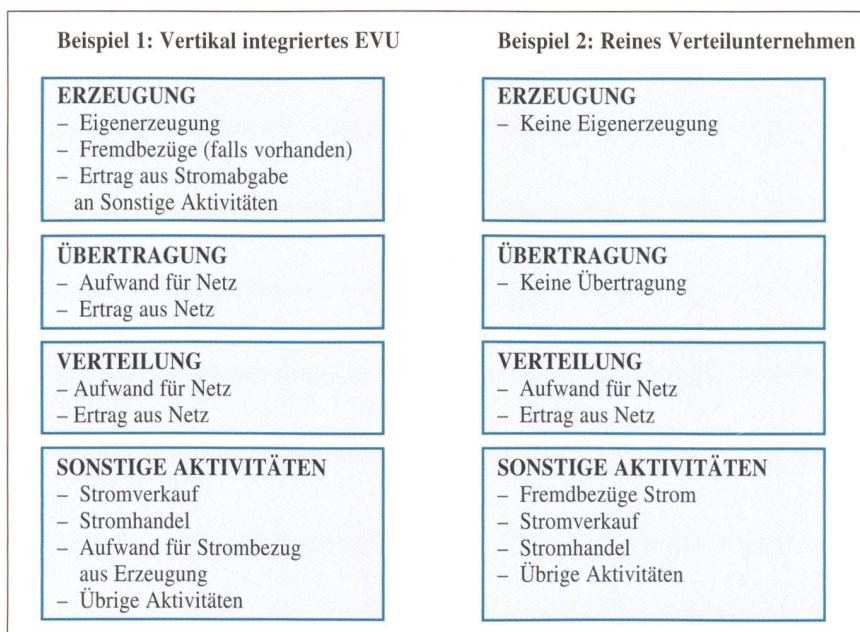 Beispiel 1: Vertikal integriertes EVU
ERZEUGUNG
– Eigenerzeugung
– Fremdbezüge (falls vorhanden)
– Ertrag aus Stromabgabe
an Sonstige Aktivitäten
ÜBERTRAGUNG
– Aufwand für Netz
– Ertrag aus Netz
VERTEILUNG
– Aufwand für Netz
– Ertrag aus Netz
SONSTIGE AKTIVITÄTEN
– Stromverkauf
– Stromhandel
– Aufwand für Strombezug
aus Erzeugung
– Übrige Aktivitäten
Beispiel 2: Reines Verteilunternehmen
ERZEUGUNG
– Keine Eigenerzeugung
ÜBERTRAGUNG
– Keine Übertragung
VERTEILUNG
– Aufwand für Netz
– Ertrag aus Netz
SONSTIGE AKTIVITÄTEN
– Fremdbezüge Strom
– Stromverkauf
– Stromhandel
– Übrige Aktivitäten